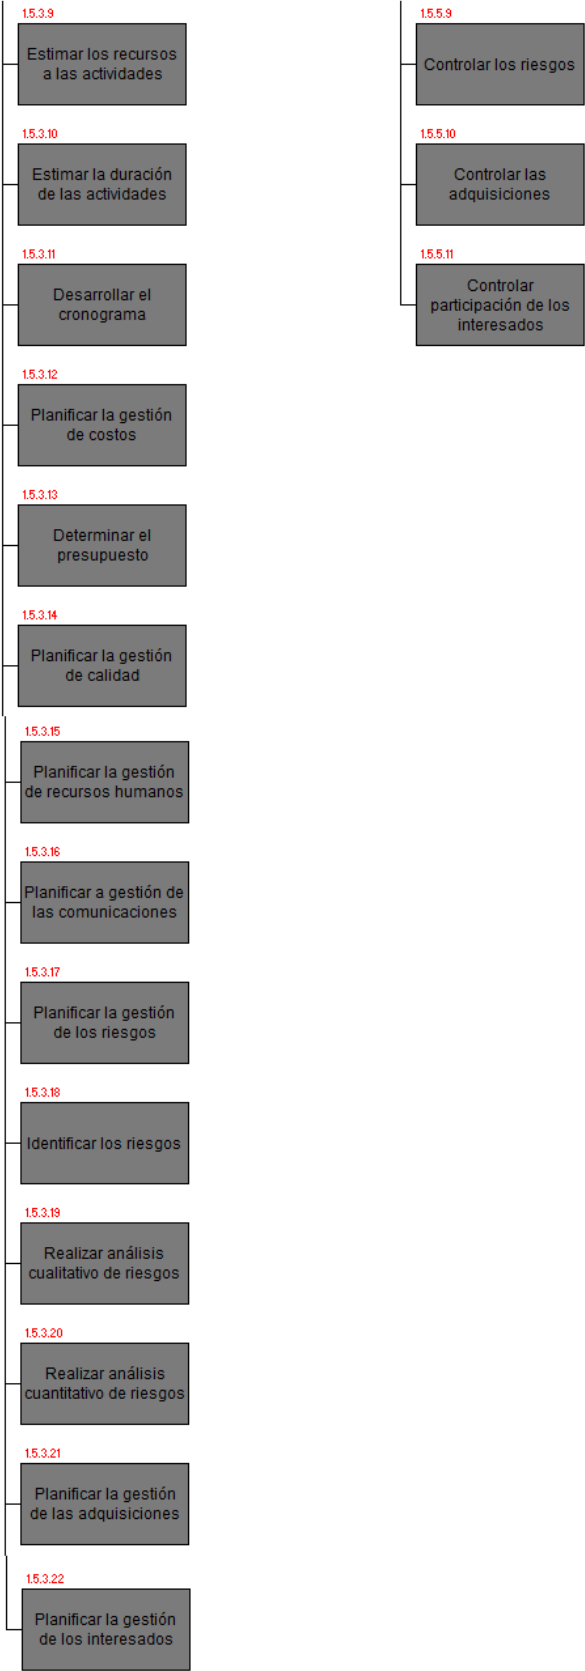 1.5.3.9
Estimar los recursos
a las actividades
1.5.3.10
Estimar la duración
de las actividades
1.5.3.11
Desarrollar el
cronograma
1.5.3.12
Planificar la gestión
de costos
1.5.3.13
Determinar el
presupuesto
1.5.3.14
Planificar la gestión
de calidad
1.5.3.15
Planificar la gestión
de recursos humanos
1.5.3.16
Planificar a gestión de
las comunicaciones
1.5.3.17
Planificar la gestión
de los riesgos
1.5.3.18
Identificar los riesgos
1.5.3.19
Realizar análisis
cualitativo de riesgos
1.5.3.20
Realizar análisis
cuantitativo de riesgos
1.5.3.21
Planificar la gestión
de las adquisiciones
1.5.3.22
Planificar la gestión
de los interesados
1.5.5.9
Controlar los riesgos
1.5.5.10
Controlar las
adquisiciones
1.5.5.11
Controlar
participación de los
interesados